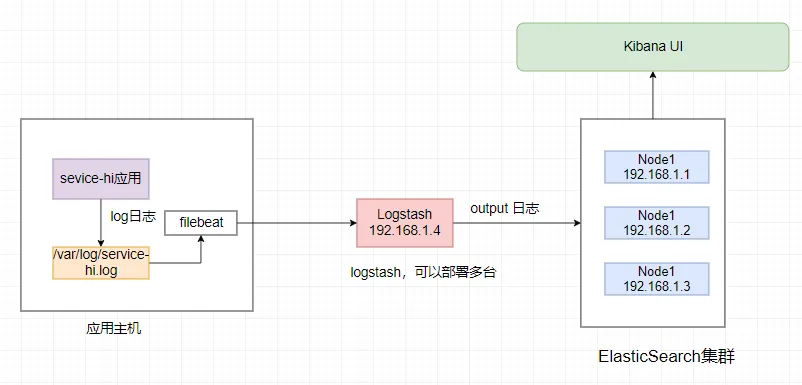 Kibana UI
sevice-hi应用
log日志
/var/log/service-
hi.log
filebeat
应用主机
Logstash
192.168.1.4
logstash，可以部署多台
output 日志
Node1
192.168.1.1
Node1
192.168.1.2
Node1
192.168.1.3
ElasticSearch集群